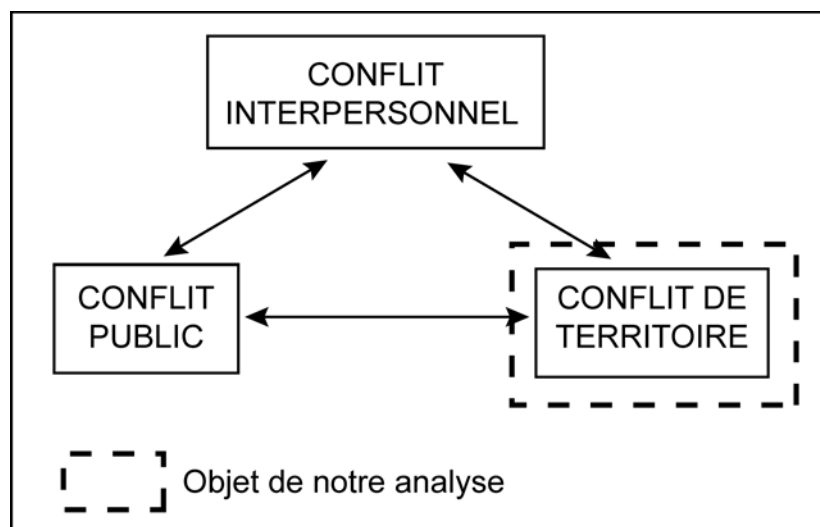 CONFLIT
INTERPERSONNEL
CONFLIT
PUBLIC
CONFLIT DE
TERRITOIRE
Objet de notre analyse